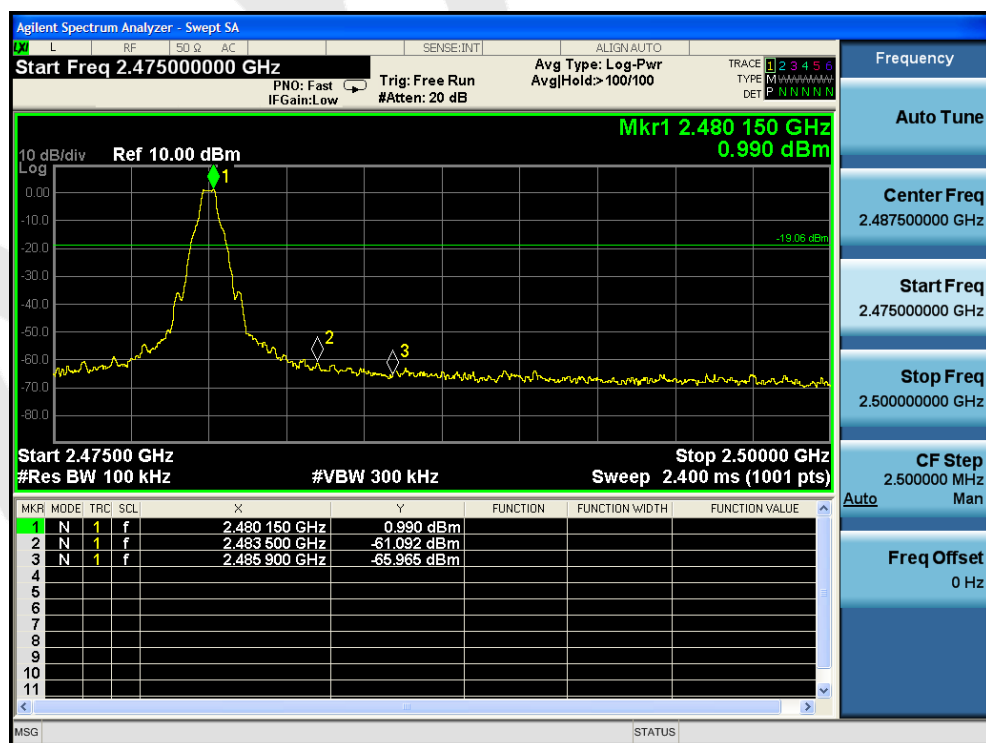 Agilent Spectrum Analyzer - Swept SA
LXI L RF 50 Ω AC SENSE:INT ALIGN AUTO
Start Freq 2.475000000 GHz
PNO: Fast
IFGain:Low
Trig: Free Run
#Atten: 20 dB
Avg Type: Log-Pwr
Avg|Hold:>100/100
TRACE 1 2 3 4 5 6
TYPE M
DET P N N N N N
Mkr1 2.480 150 GHz
0.990 dBm
10 dB/div Ref 10.00 dBm
Log
1
0.00
-10.0
-19.06 dBm
-20.0
-30.0
-40.0
-50.0
2
3
-60.0
-70.0
-80.0
Start 2.47500 GHz Stop 2.50000 GHz
#Res BW 100 kHz #VBW 300 kHz Sweep 2.400 ms (1001 pts)
MKR MODE TRC SCL X Y FUNCTION FUNCTION WIDTH FUNCTION VALUE
1 N 1 f 2.480 150 GHz 0.990 dBm
2 N 1 f 2.483 500 GHz -61.092 dBm
3 N 1 f 2.485 900 GHz -65.965 dBm
4
5
6
7
8
9
10
11
MSG STATUS
Frequency
Auto Tune
Center Freq
2.487500000 GHz
Start Freq
2.475000000 GHz
Stop Freq
2.500000000 GHz
CF Step
2.500000 MHz
Auto Man
Freq Offset
0 Hz